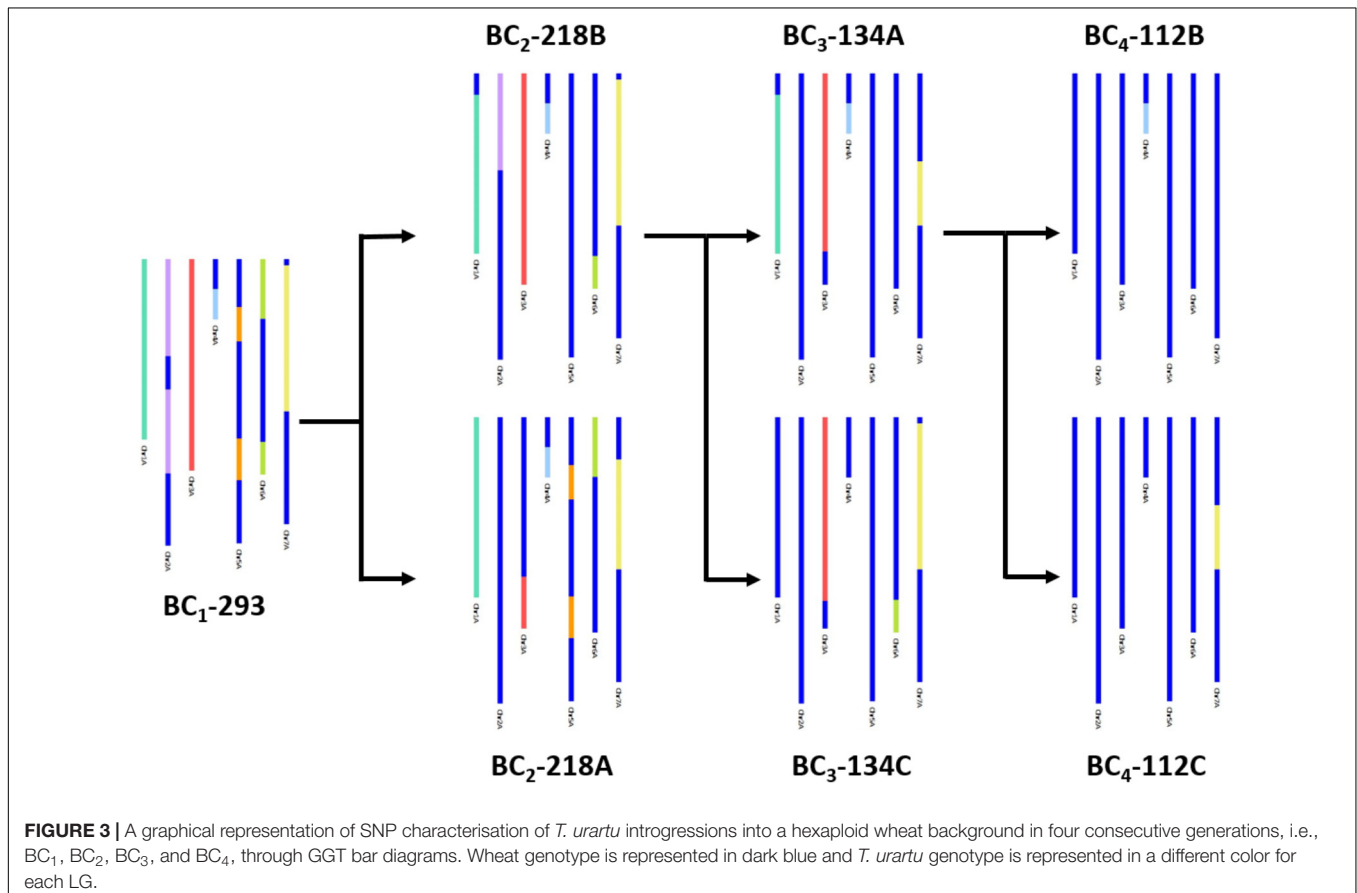 BC₂-218B
BC₃-134A
BC₄-112B
BC₁-293
BC₂-218A
BC₃-134C
BC₄-112C
FIGURE 3 | A graphical representation of SNP characterisation of T. urartu introgressions into a hexaploid wheat background in four consecutive generations, i.e.,
BC₁, BC₂, BC₃, and BC₄, through GGT bar diagrams. Wheat genotype is represented in dark blue and T. urartu genotype is represented in a different color for
each LG.